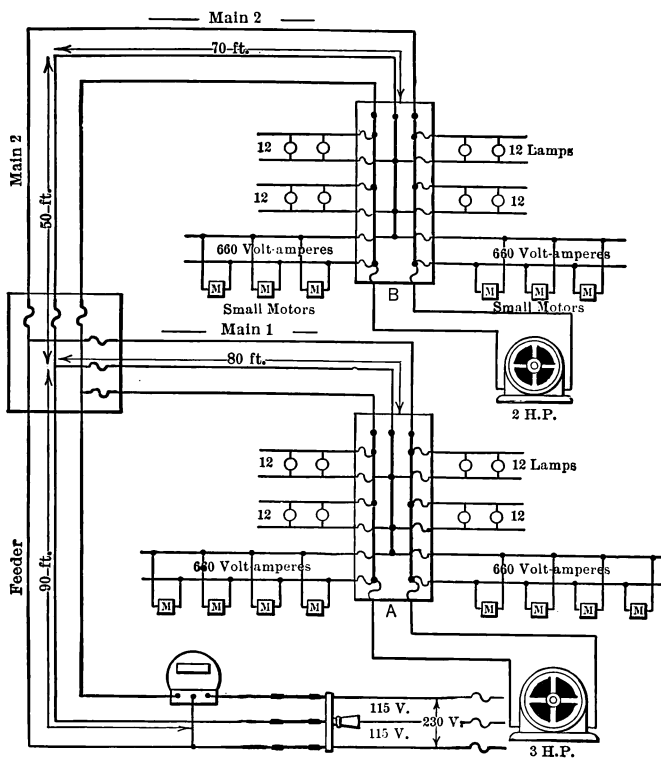 Main 2
70-ft.
Main 2
50-ft.
12
12 Lamps
12
12
660 Volt-amperes
660 Volt-amperes
M M M
M M M
Small Motors
B
Small Motors
Main 1
80 ft.
2 H.P.
12
12 Lamps
12
12
Feeder
90-ft.
660 Volt-amperes
660 Volt-amperes
M M M M
A
M M M M
115 V.
230 V.
115 V.
3 H.P.